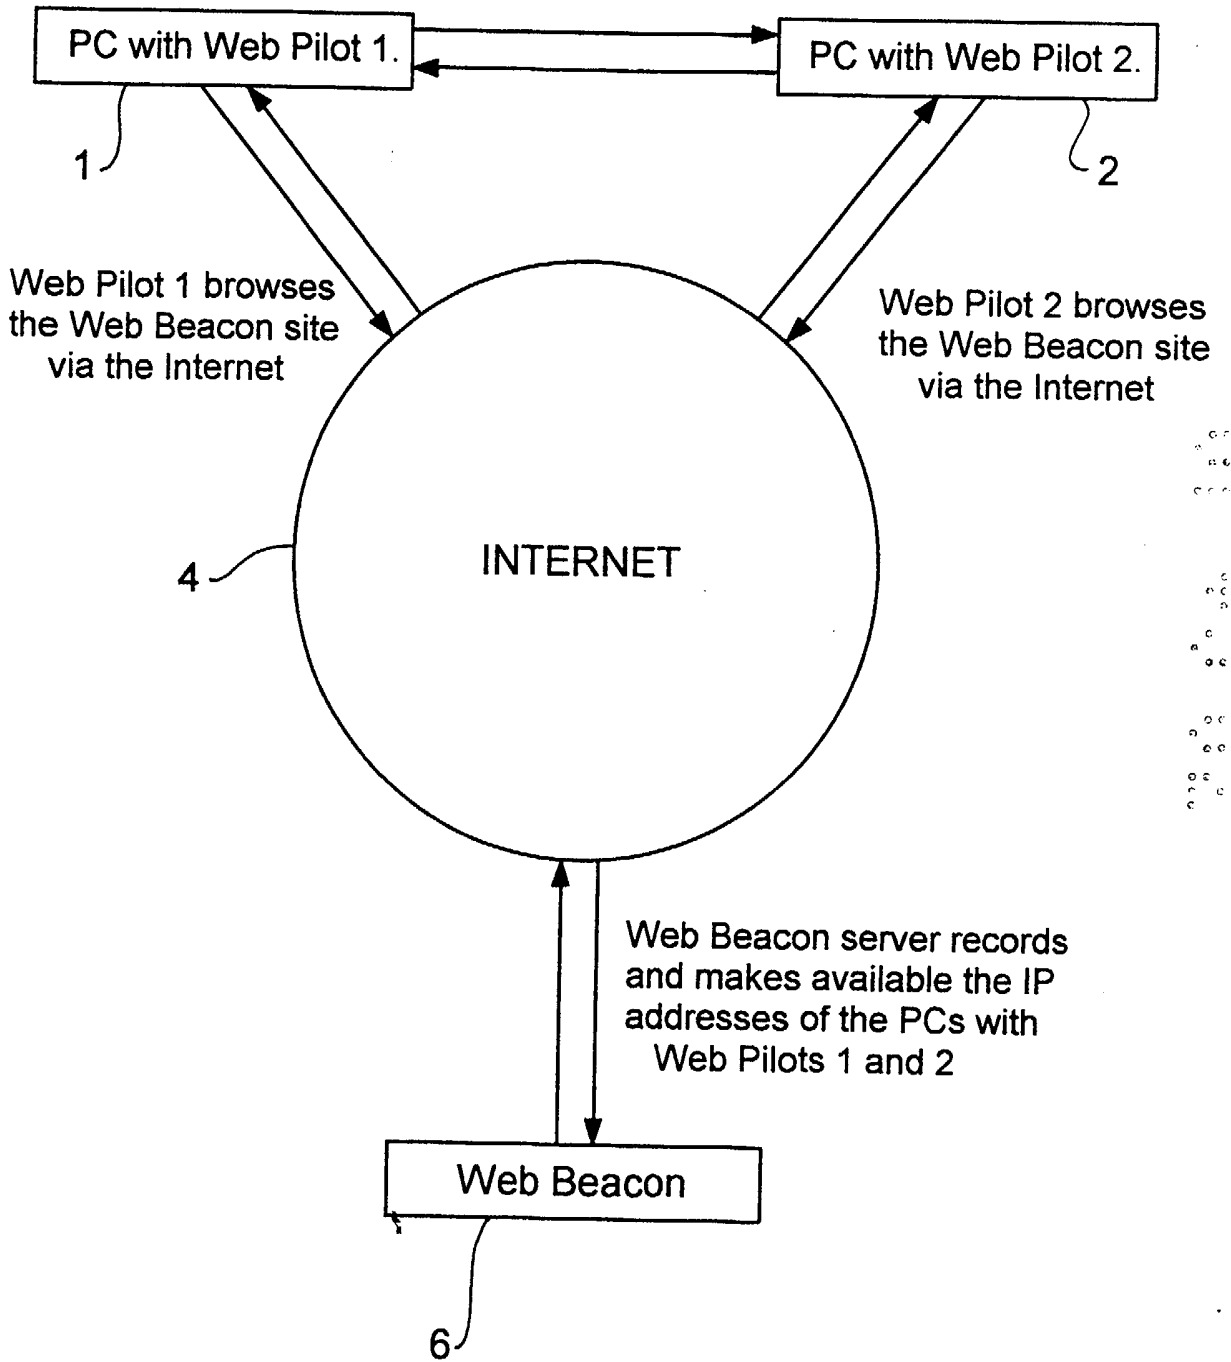 PC with Web Pilot 1.
PC with Web Pilot 2.
1
2
Web Pilot 1 browses
the Web Beacon site
via the Internet
Web Pilot 2 browses
the Web Beacon site
via the Internet
4
INTERNET
Web Beacon server records
and makes available the IP
addresses of the PCs with
Web Pilots 1 and 2
Web Beacon
6